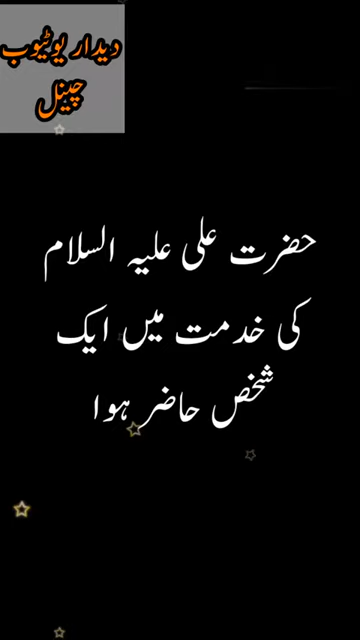 دیدار یوٹیوب
چینل
حضرت علی علیہ السلام
کی خدمت میں ایک
شخص حاضر ہوا